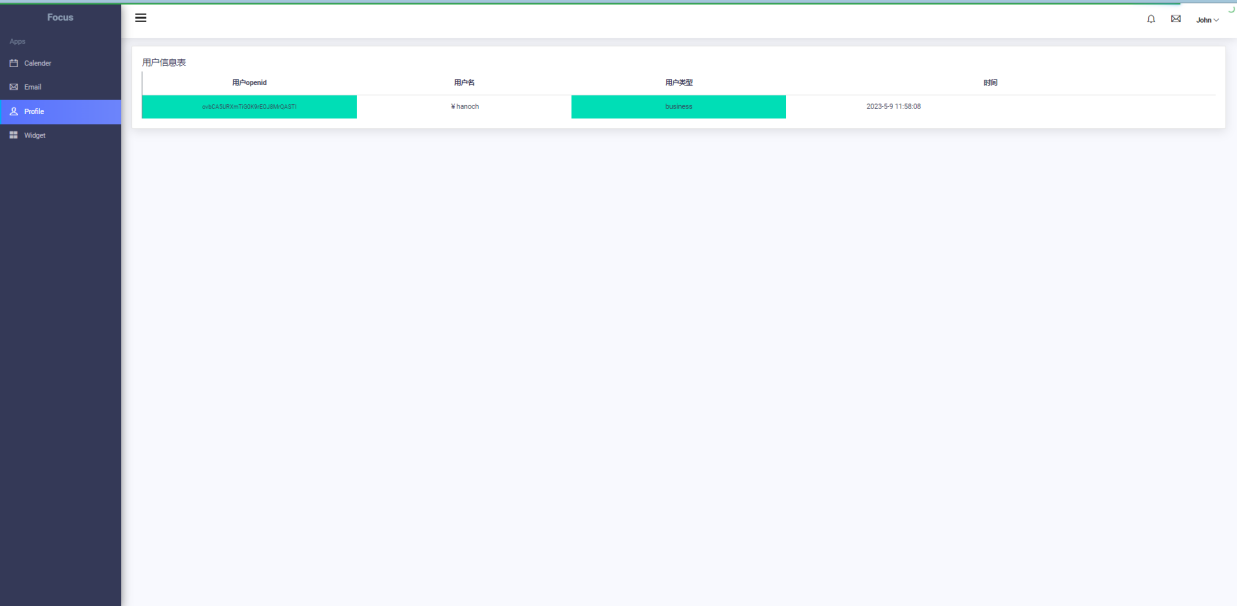 Focus
John
Apps
Calender
Email
Profile
Widget
用户信息表
用户openid 用户名 用户类型 时间
¥hanoch business 2023-5-9 11:58:08